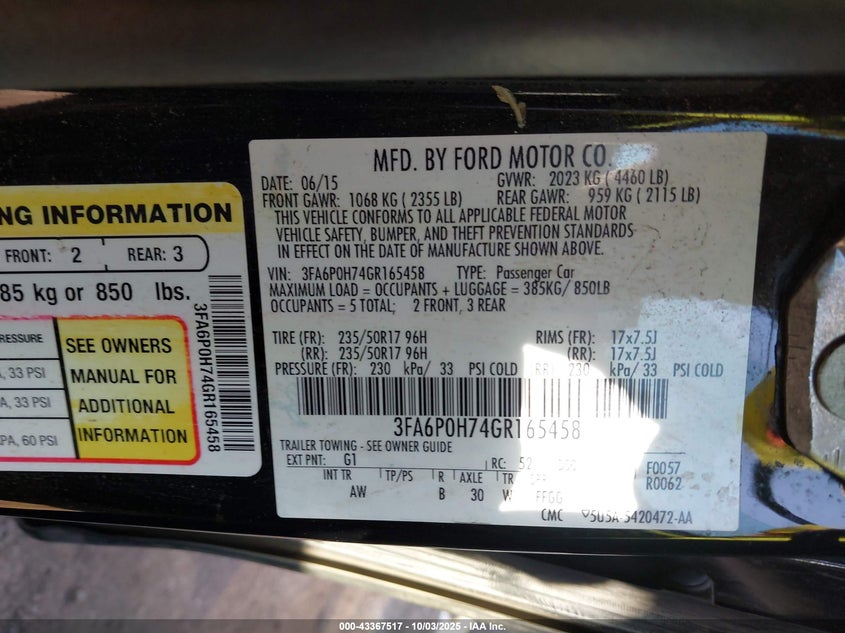 NG INFORMATION
FRONT: 2 REAR: 3
85 kg or 850 lbs.
RESSURE
, 33 PSI
A, 33 PSI
PA, 60 PSI
SEE OWNERS
MANUAL FOR
ADDITIONAL
INFORMATION
3FA6P0H74GR165458
MFD. BY FORD MOTOR CO.
DATE: 06/15 GVWR: 2023 KG ( 4460 LB)
FRONT GAWR: 1068 KG ( 2355 LB) REAR GAWR: 959 KG ( 2115 LB)
THIS VEHICLE CONFORMS TO ALL APPLICABLE FEDERAL MOTOR
VEHICLE SAFETY, BUMPER, AND THEFT PREVENTION STANDARDS
IN EFFECT ON THE DATE OF MANUFACTURE SHOWN ABOVE.
VIN: 3FA6P0H74GR165458 TYPE: Passenger Car
MAXIMUM LOAD = OCCUPANTS + LUGGAGE = 385KG/ 850LB
OCCUPANTS = 5 TOTAL; 2 FRONT, 3 REAR
TIRE (FR): 235/50R17 96H RIMS (FR): 17x7.5J
(RR): 235/50R17 96H (RR): 17x7.5J
PRESSURE (FR): 230 kPa/ 33 PSI COLD RR: 230 kPa/ 33 PSI COLD
3FA6P0H74GR165458
TRAILER TOWING - SEE OWNER GUIDE
EXT PNT: G1 RC: 52 F0057
INT TR TP/PS R AXLE TR R0062
AW B 30 W FFGG
CMC 5U5A-5420472-AA
000-43367517 - 10/03/2025 - IAA Inc.